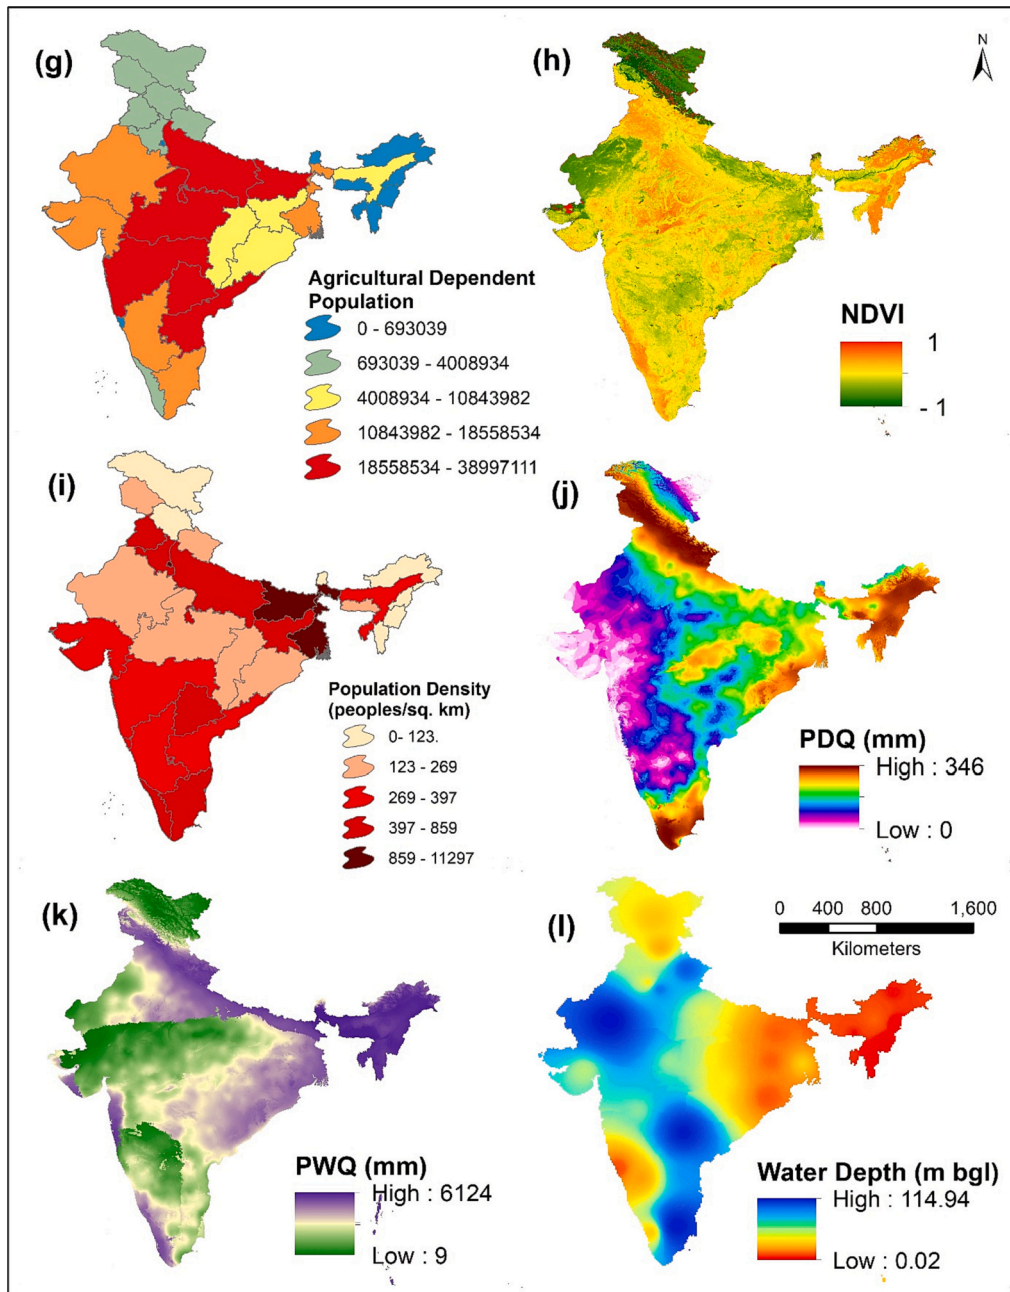 (g)
Agricultural Dependent
Population
0 - 693039
693039 - 4008934
4008934 - 10843982
10843982 - 18558534
18558534 - 38997111
(h)
N
NDVI
1
- 1
(i)
Population Density
(peoples/sq. km)
0- 123.
123 - 269
269 - 397
397 - 859
859 - 11297
(j)
PDQ (mm)
High : 346
Low : 0
(k)
PWQ (mm)
High : 6124
Low : 9
(l)
0 400 800 1,600
Kilometers
Water Depth (m bgl)
High : 114.94
Low : 0.02